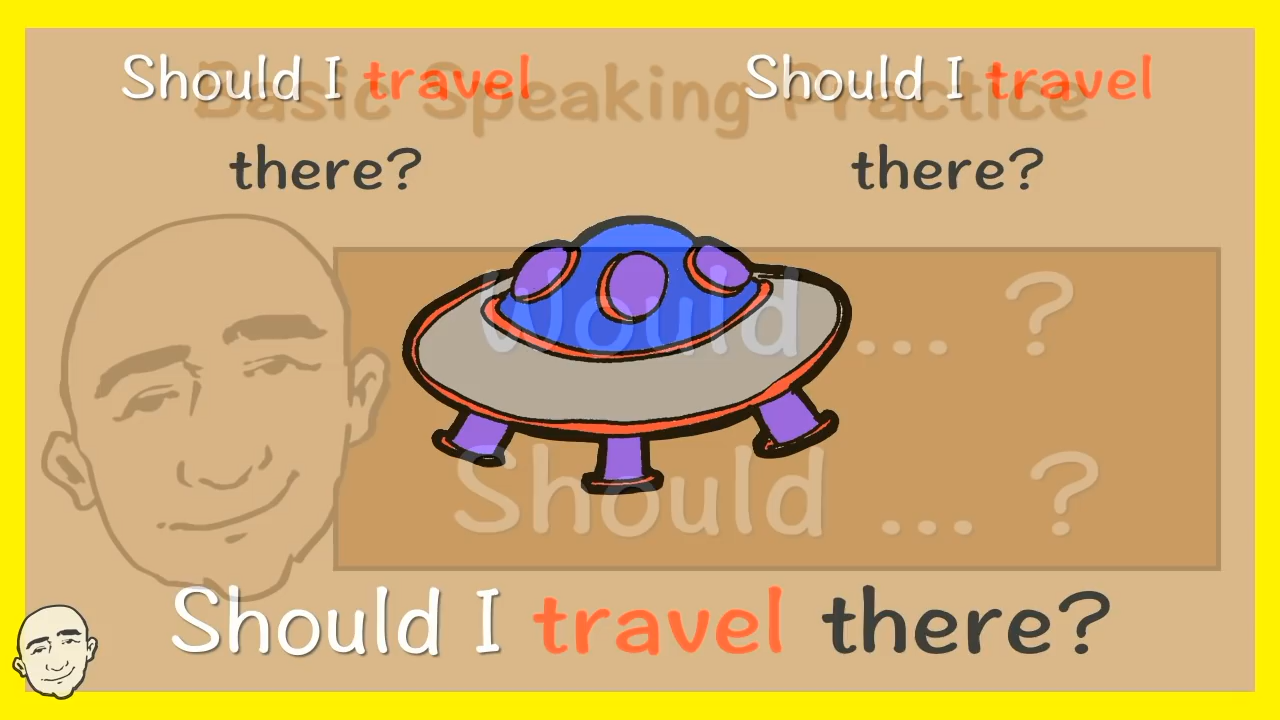 Basic Speaking Practice
Should I travel
there?
Should I travel
there?
Would ... ?
Should ... ?
Should I travel there?